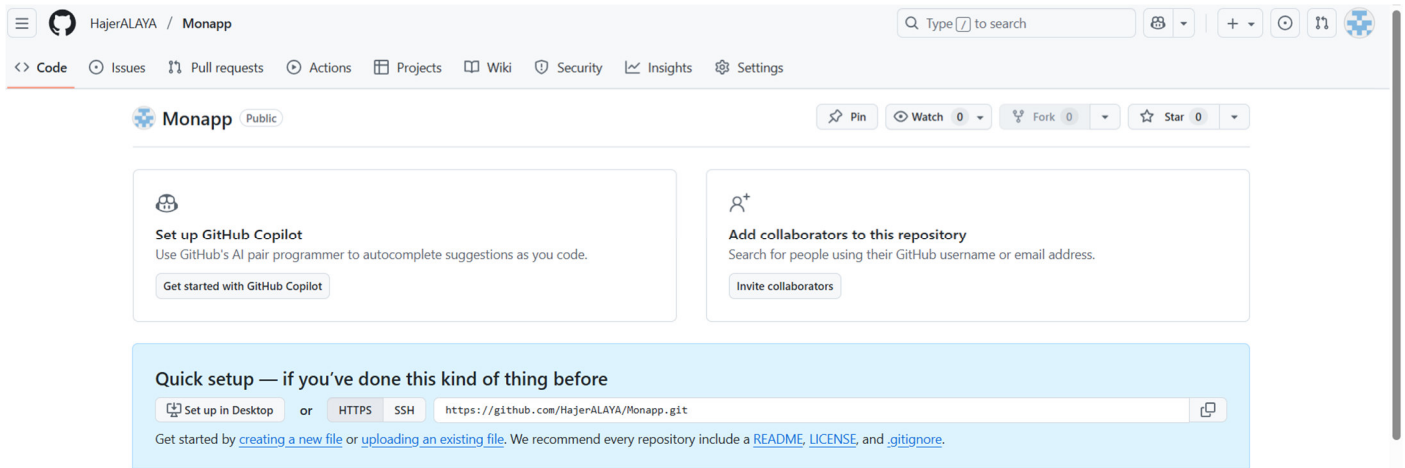 HajerALAYA / Monapp
Type / to search
Code Issues Pull requests Actions Projects Wiki Security Insights Settings
Monapp Public
Pin Watch 0 Fork 0 Star 0
Set up GitHub Copilot
Use GitHub's AI pair programmer to autocomplete suggestions as you code.
Get started with GitHub Copilot
Add collaborators to this repository
Search for people using their GitHub username or email address.
Invite collaborators
Quick setup — if you've done this kind of thing before
Set up in Desktop or HTTPS SSH https://github.com/HajerALAYA/Monapp.git
Get started by creating a new file or uploading an existing file. We recommend every repository include a README, LICENSE, and .gitignore.